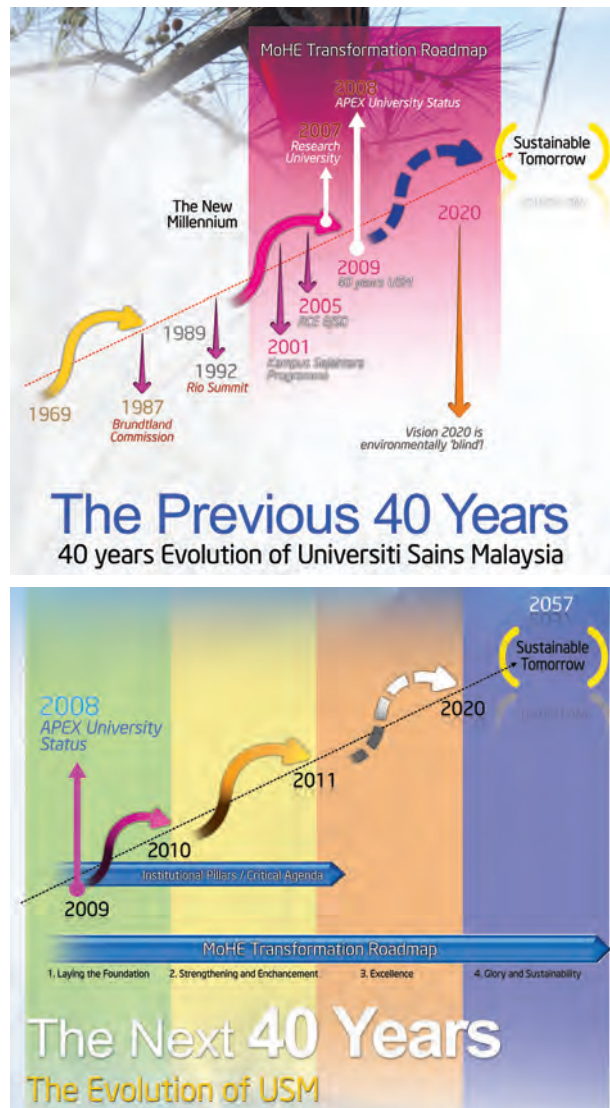 MoHE Transformation Roadmap
2008
APEX University Status
2007
Research
University
Sustainable
Tomorrow
The New
Millennium
2020
2009
40 years USM
2005
RCE @SD
1989
2001
Kampus Sejahtera
Programme
1992
Rio Summit
1969
1987
Brundtland
Commission
Vision 2020 is
environmentally 'blind'!
The Previous 40 Years
40 years Evolution of Universiti Sains Malaysia
2057
Sustainable
Tomorrow
2008
APEX University
Status
2020
2011
2010
Institutional Pillars / Critical Agenda
2009
MoHE Transformation Roadmap
1. Laying the Foundation
2. Strengthening and Enchancement
3. Excellence
4. Glory and Sustainability
The Next 40 Years
The Evolution of USM